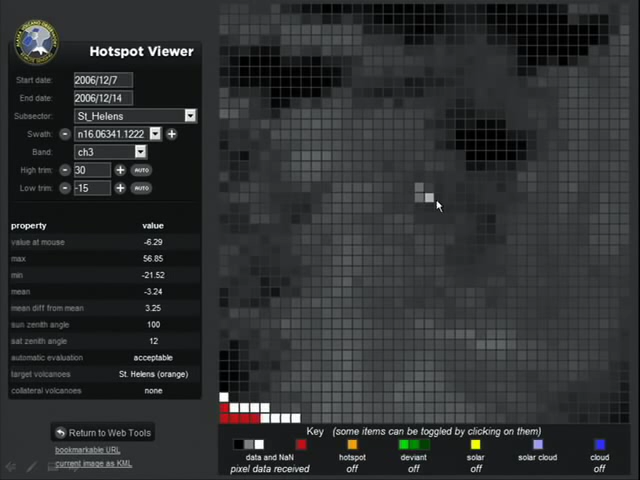 Hotspot Viewer
Start date: 2006/12/7
End date: 2006/12/14
Subsector: St_Helens
Swath: - n16.06341.1222 +
Band: ch3
High trim: - 30 + AUTO
Low trim: - -15 + AUTO
property value
value at mouse -6.29
max 56.85
min -21.52
mean -3.24
mean diff from mean 3.25
sun zenith angle 100
sat zenith angle 12
automatic evaluation acceptable
target volcanoes St. Helens (orange)
collateral volcanoes none
Return to Web Tools
bookmarkable URL
current image as KML
Key (some items can be toggled by clicking on them)
data and NaN hotspot deviant solar solar cloud cloud
pixel data received off off off off off